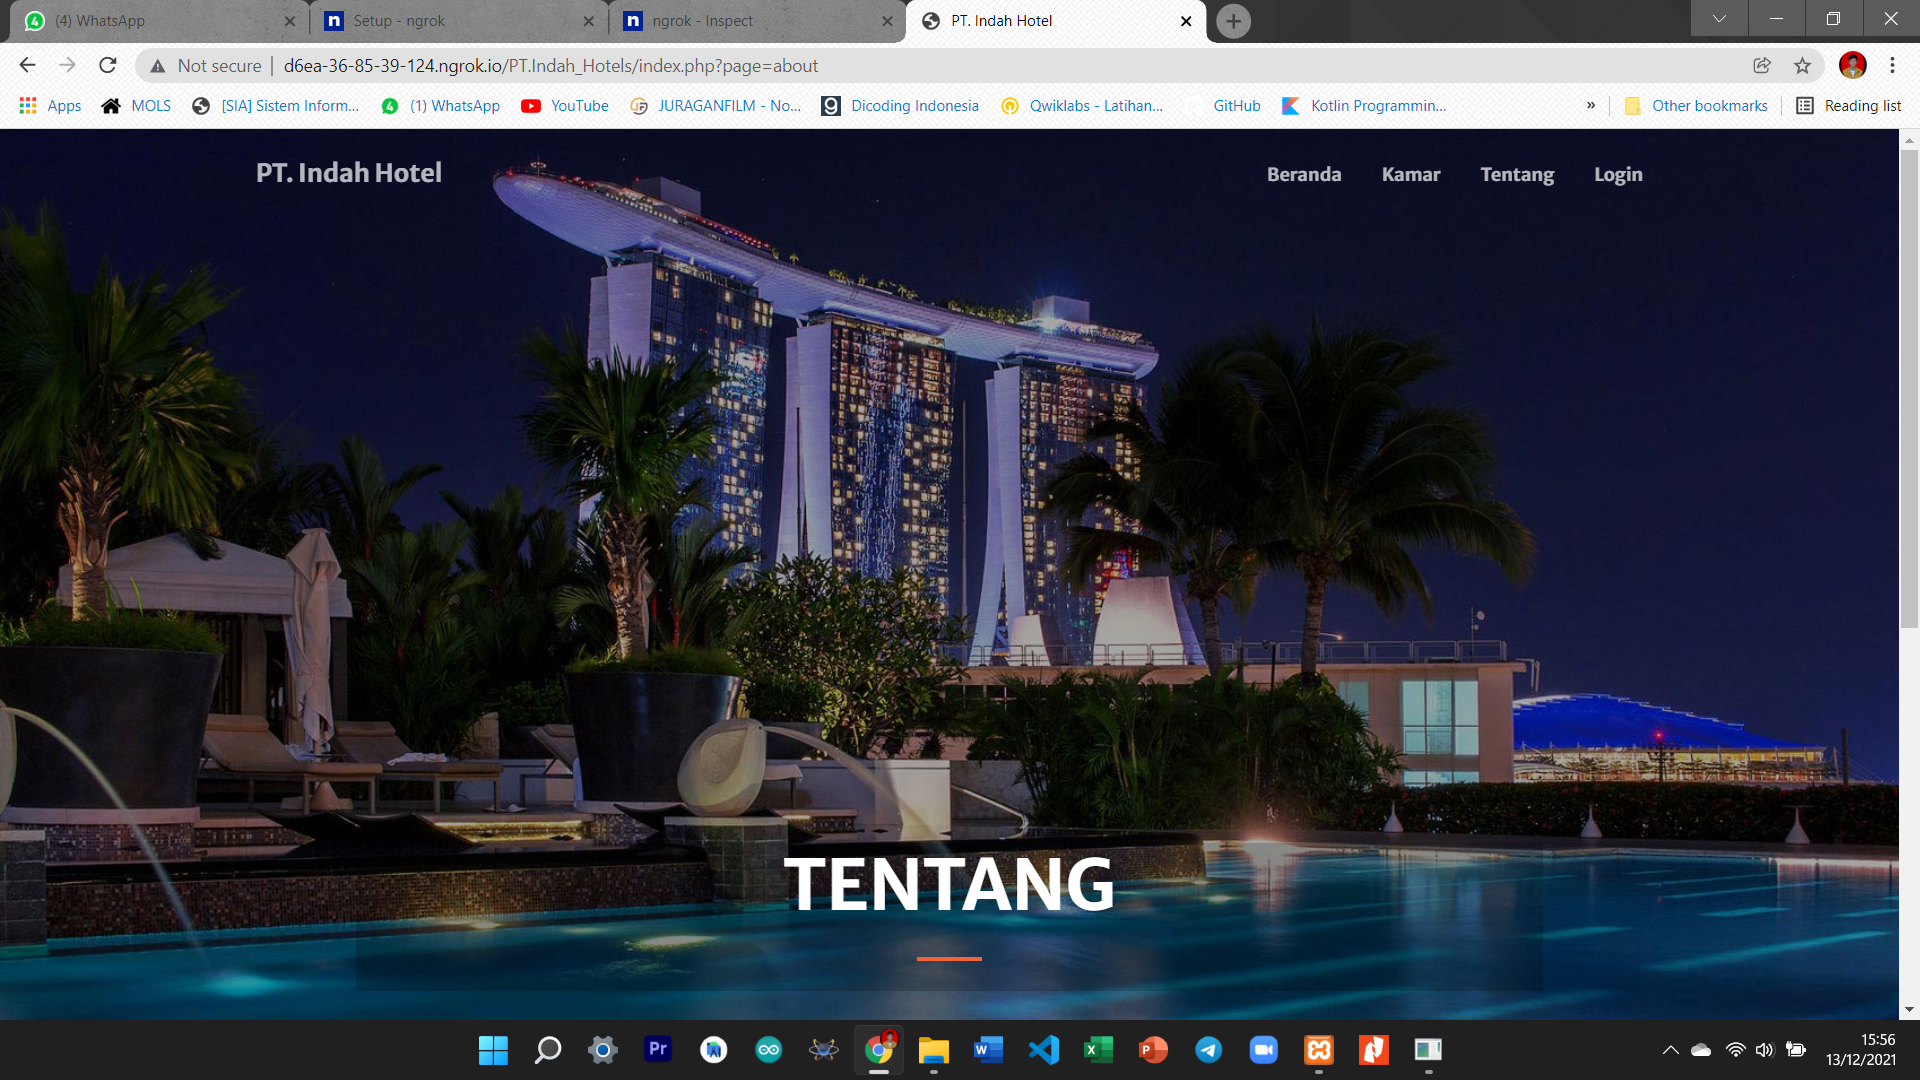 (4) WhatsApp
Setup - ngrok
ngrok - Inspect
PT. Indah Hotel
Not secure
d6ea-36-85-39-124.ngrok.io/PT.Indah_Hotels/index.php?page=about
Apps
MOLS
[SIA] Sistem Inform...
(1) WhatsApp
YouTube
JURAGANFILM - No...
Dicoding Indonesia
Qwiklabs - Latihan...
GitHub
Kotlin Programmin...
»
Other bookmarks
Reading list
PT. Indah Hotel
Beranda
Kamar
Tentang
Login
TENTANG
15:56
13/12/2021